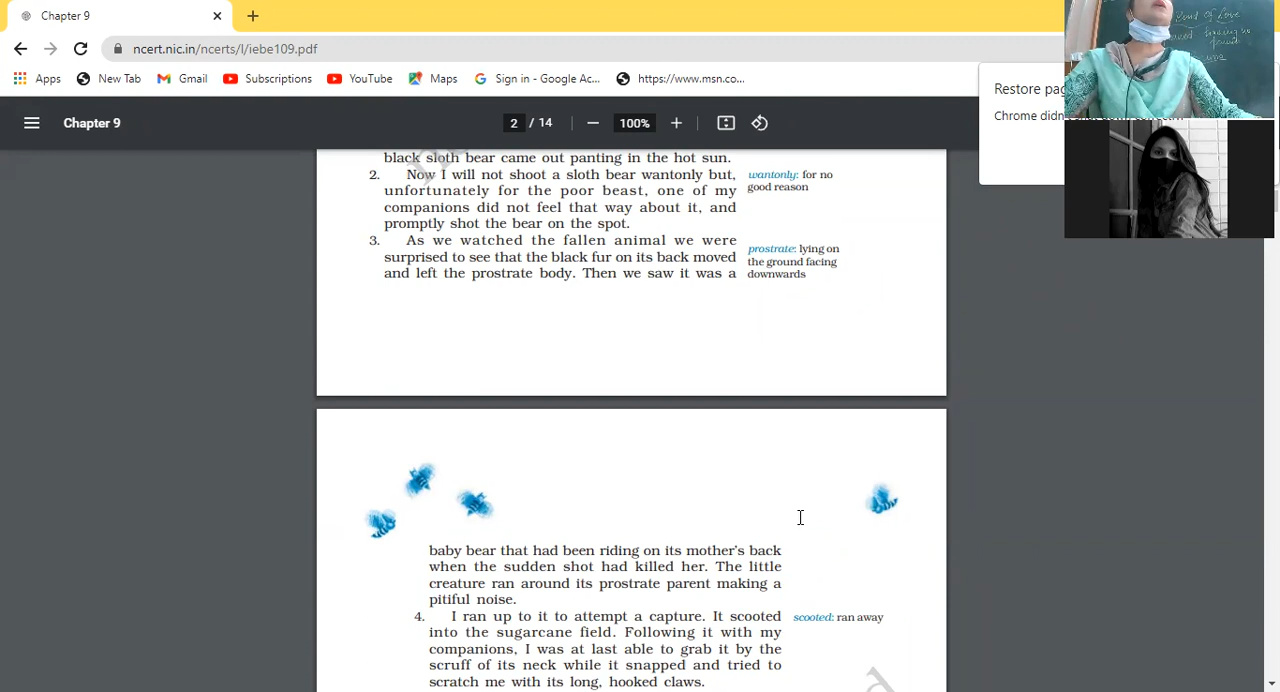 Chapter 9
ncert.nic.in/ncerts/l/iebe109.pdf
Apps
New Tab
Gmail
Subscriptions
YouTube
Maps
Sign in - Google Ac...
https://www.msn.co...
Chapter 9
2 / 14
100%
Restore pag
Chrome didn
Kind of Love
black sloth bear came out panting in the hot sun.
2. Now I will not shoot a sloth bear wantonly but,
unfortunately for the poor beast, one of my
companions did not feel that way about it, and
promptly shot the bear on the spot.
wantonly: for no
good reason
3. As we watched the fallen animal we were
surprised to see that the black fur on its back moved
and left the prostrate body. Then we saw it was a
prostrate: lying on
the ground facing
downwards
baby bear that had been riding on its mother's back
when the sudden shot had killed her. The little
creature ran around its prostrate parent making a
pitiful noise.
4. I ran up to it to attempt a capture. It scooted
into the sugarcane field. Following it with my
companions, I was at last able to grab it by the
scruff of its neck while it snapped and tried to
scratch me with its long, hooked claws.
scooted: ran away